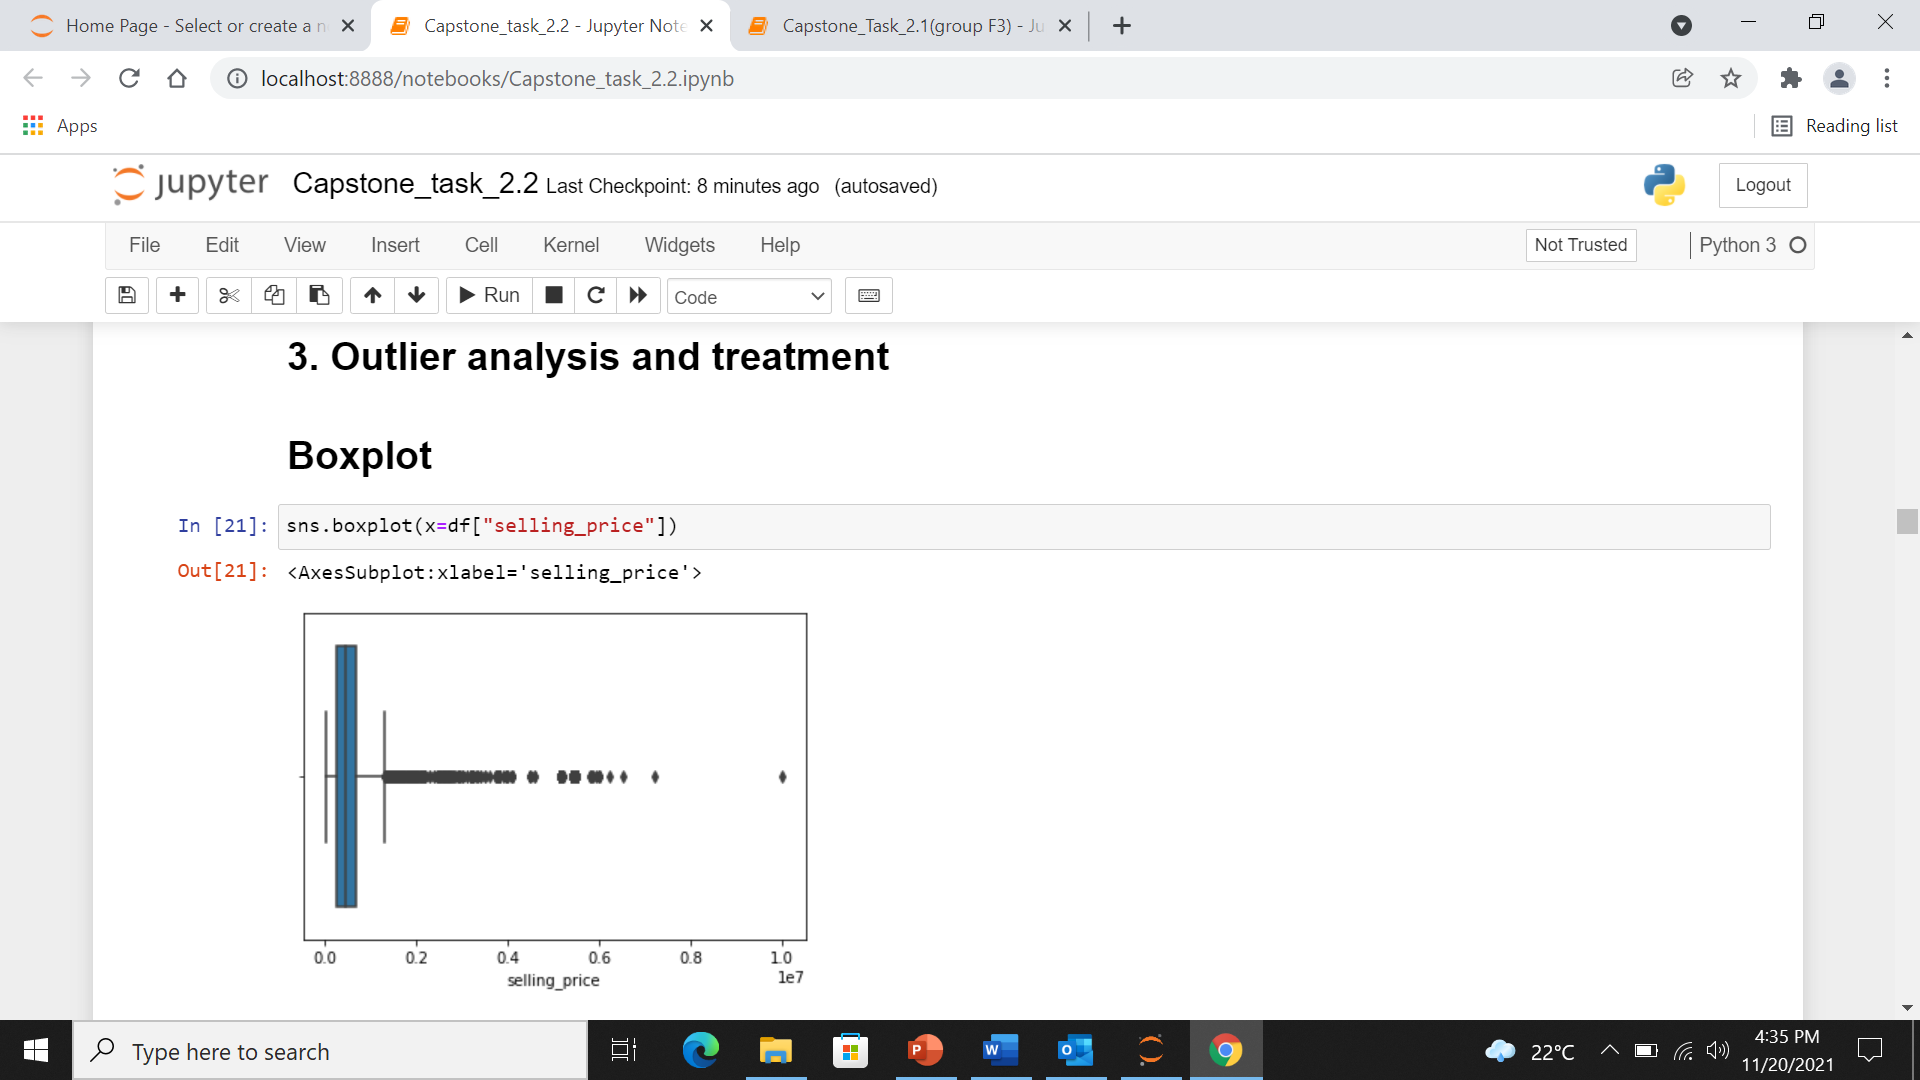 Home Page - Select or create a n
Capstone_task_2.2 - Jupyter Note
Capstone_Task_2.1(group F3) - Ju
localhost:8888/notebooks/Capstone_task_2.2.ipynb
Apps
Reading list
jupyter Capstone_task_2.2 Last Checkpoint: 8 minutes ago (autosaved)
Logout
File Edit View Insert Cell Kernel Widgets Help
Not Trusted
Python 3
Run
Code
3. Outlier analysis and treatment
Boxplot
In [21]: sns.boxplot(x=df["selling_price"])
Out[21]: <AxesSubplot:xlabel='selling_price'>
0.0 0.2 0.4 0.6 0.8 1.0
1e7
selling_price
Type here to search
P
W
O
22°C
4:35 PM
11/20/2021